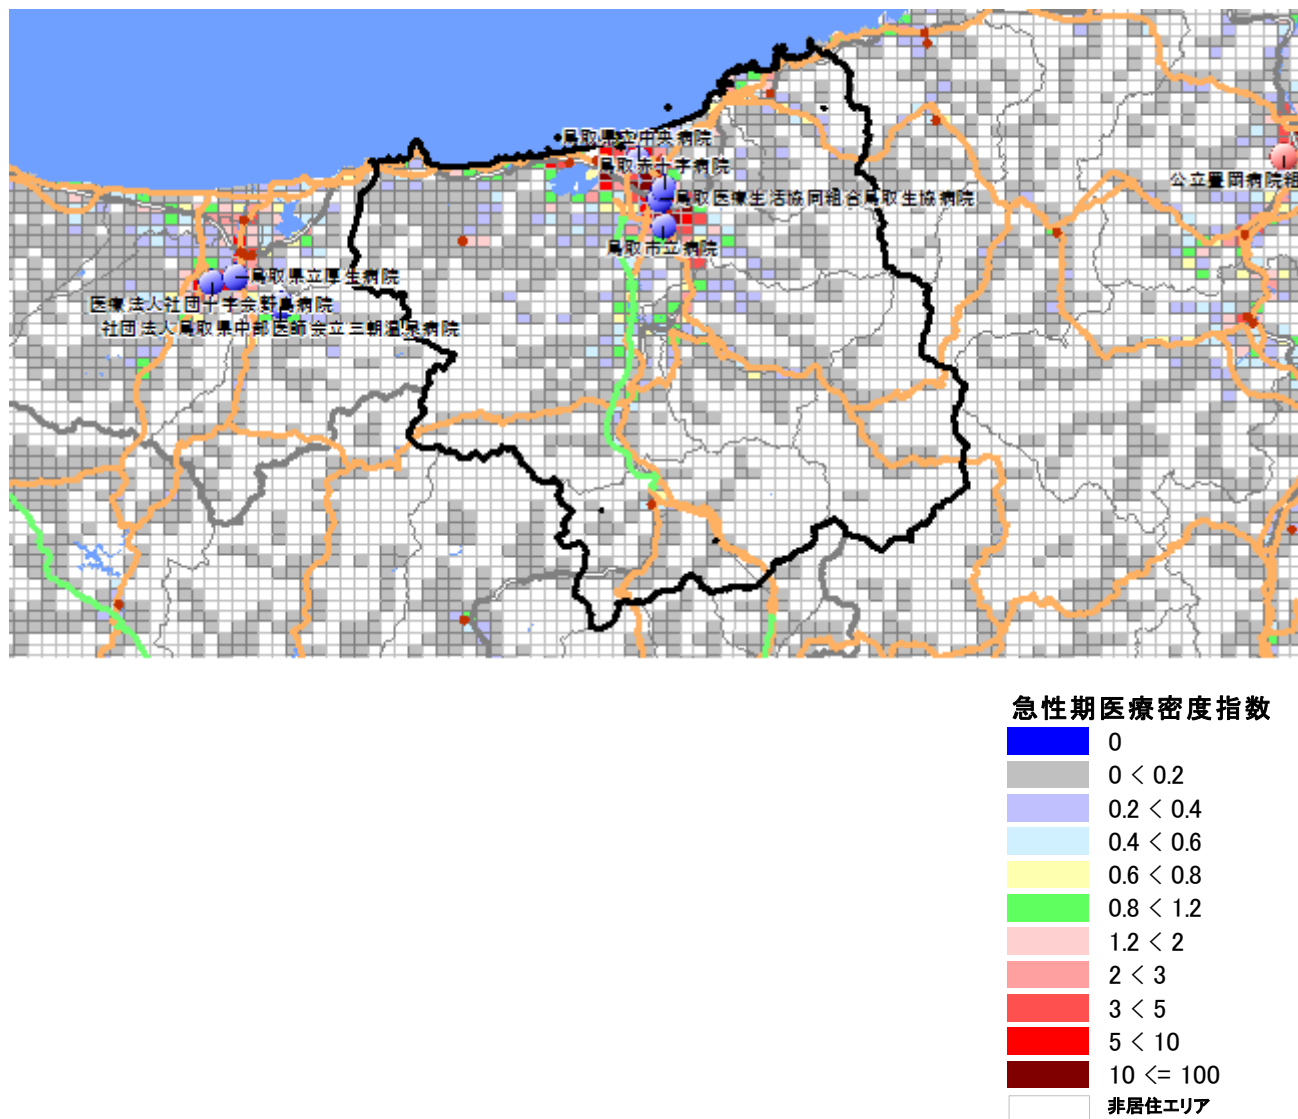 鳥取県立中央病院
鳥取赤十字病院
公立豊岡病院組
鳥取医療生活協同組合鳥取生協病院
鳥取市立病院
鳥取県立厚生病院
医療法人社団十字会野島病院
社団法人鳥取県中部医師会立三朝温泉病院
急性期医療密度指数
0
0 < 0.2
0.2 < 0.4
0.4 < 0.6
0.6 < 0.8
0.8 < 1.2
1.2 < 2
2 < 3
3 < 5
5 < 10
10 <= 100
非居住エリア